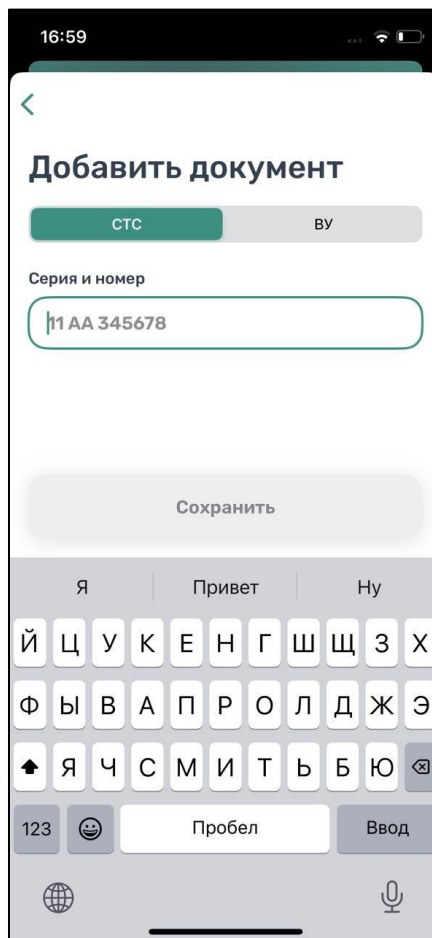 16:59
Добавить документ
СТС ВУ
Серия и номер
11 АА 345678
Сохранить
Я Привет Ну
Й Ц У К Е Н Г Ш Щ З Х
Ф Ы В А П Р О Л Д Ж Э
Я Ч С М И Т Ь Б Ю
123 Пробел Ввод